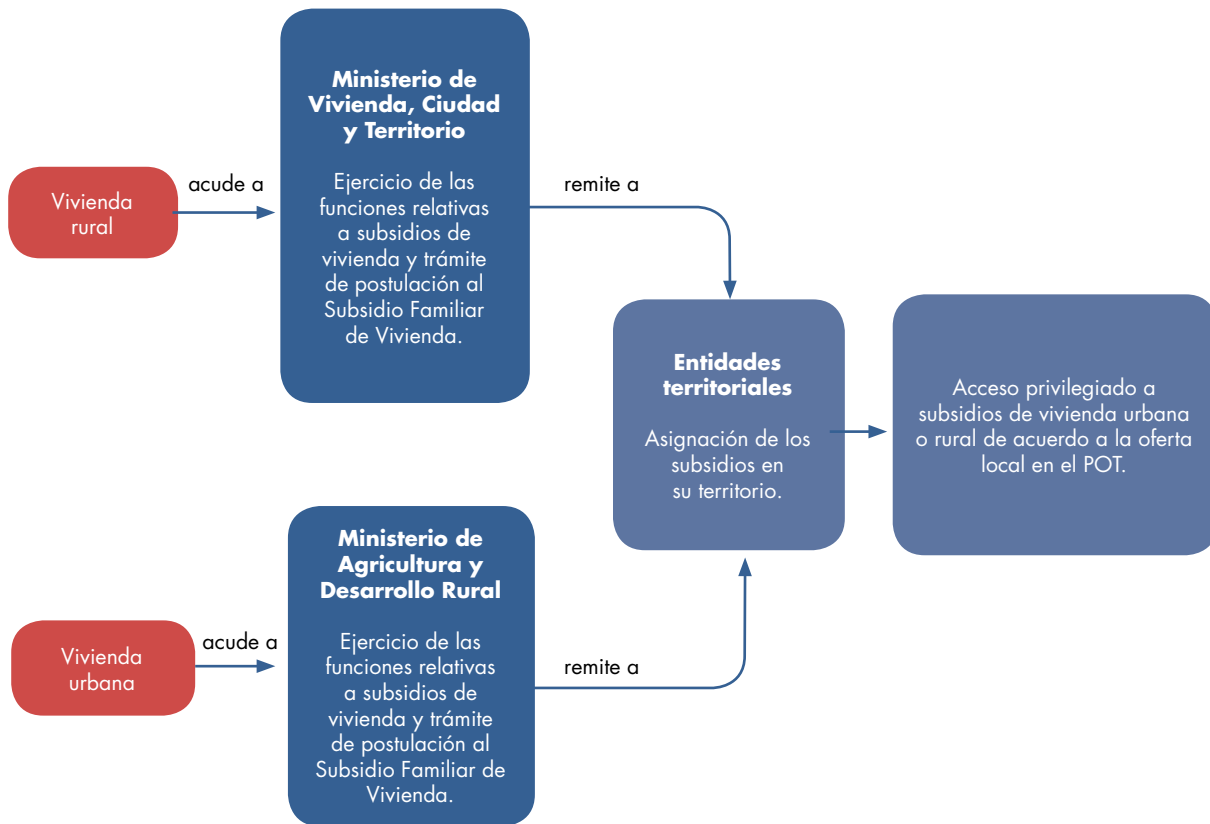 Vivienda
rural
acude a
Ministerio de
Vivienda, Ciudad
y Territorio
Ejercicio de las
funciones relativas
a subsidios de
vivienda y trámite
de postulación al
Subsidio Familiar
de Vivienda.
remite a
Vivienda
urbana
acude a
Ministerio de
Agricultura y
Desarrollo Rural
Ejercicio de las
funciones relativas
a subsidios de
vivienda y trámite
de postulación al
Subsidio Familiar de
Vivienda.
remite a
Entidades
territoriales
Asignación de los
subsidios en
su territorio.
Acceso privilegiado a
subsidios de vivienda urbana
o rural de acuerdo a la oferta
local en el POT.